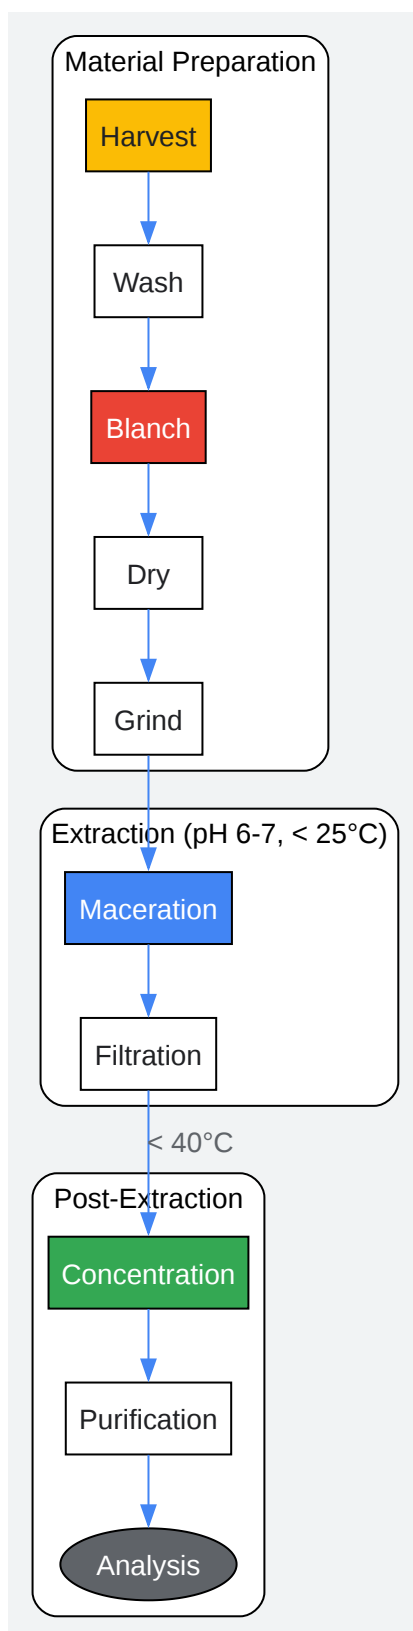 Material Preparation
Harvest
Wash
Blanch
Dry
Grind
Extraction (pH 6-7, < 25°C)
Maceration
Filtration
< 40°C
Post-Extraction
Concentration
Purification
Analysis